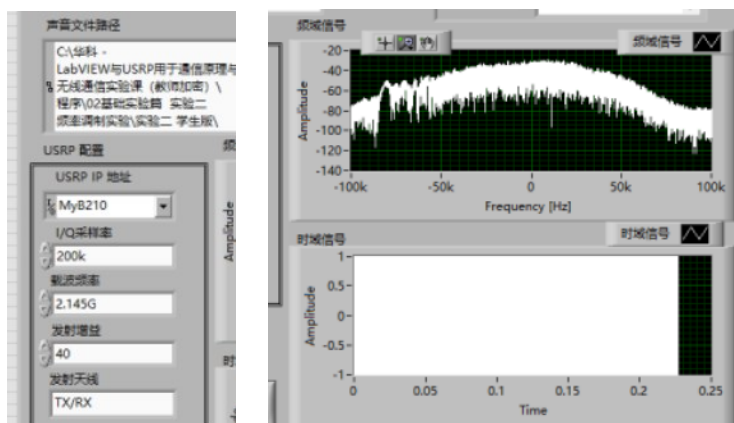 声音文件路径
C:\华科 -
LabVIEW与USRP用于通信原理与
无线通信实验课（教师加密）\
程序\02基础实验篇 实验二
频率调制实验\实验二 学生版\
USRP 配置
频
USRP IP 地址
MyB210
I/Q采样率
200k
载波频率
2.145G
发射增益
40
发射天线
TX/RX
Amplitude
时
频域信号
频域信号
-20
-40
-60
-80
-100
-120
-140
Amplitude
-100k
-50k
0
50k
100k
Frequency [Hz]
时域信号
时域信号
1
0.5
0
-0.5
-1
Amplitude
0
0.05
0.1
0.15
0.2
0.25
Time